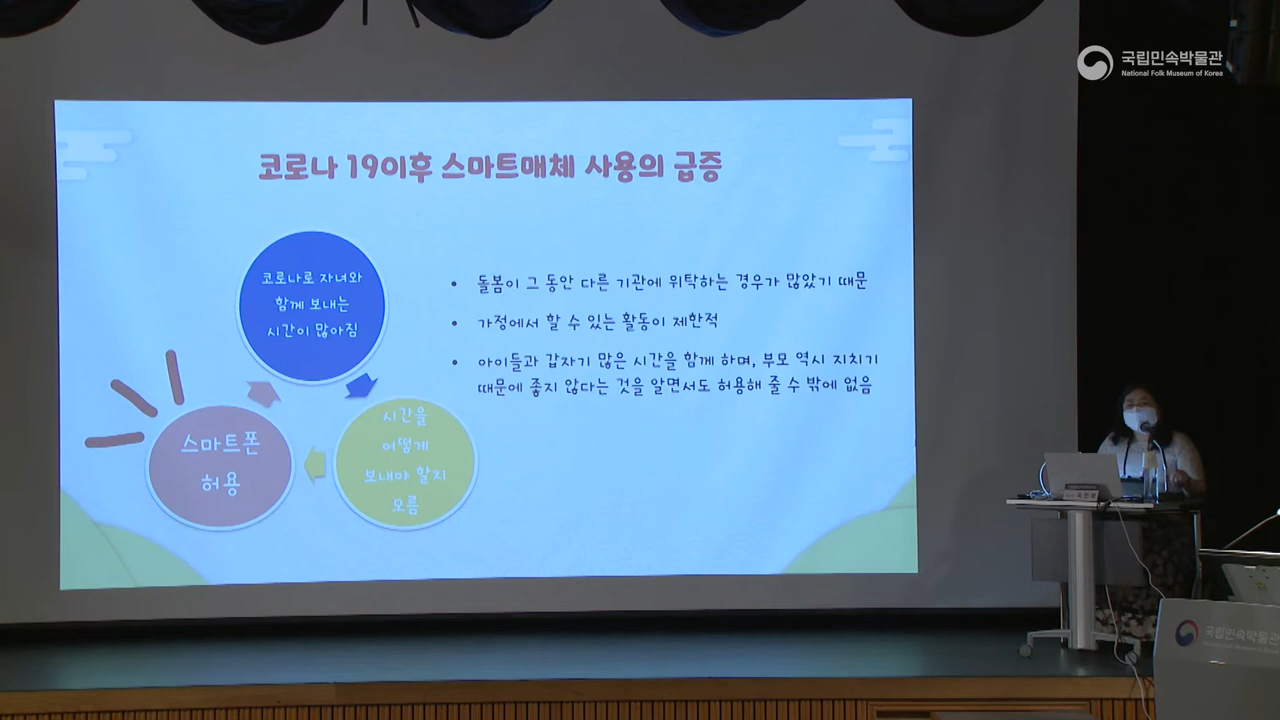 국립민속박물관
National Folk Museum of Korea
코로나 19이후 스마트매체 사용의 급증
코로나로 자녀와
함께 보내는
시간이 많아짐
시간을
어떻게
보내야 할지
모름
스마트폰
허용
• 돌봄이 그 동안 다른 기관에 위탁하는 경우가 많았기 때문
• 가정에서 할 수 있는 활동이 제한적
• 아이들과 갑자기 많은 시간을 함께 하며, 부모 역시 지치기
때문에 좋지 않다는 것을 알면서도 허용해 줄 수 밖에 없음
국립민속박물관